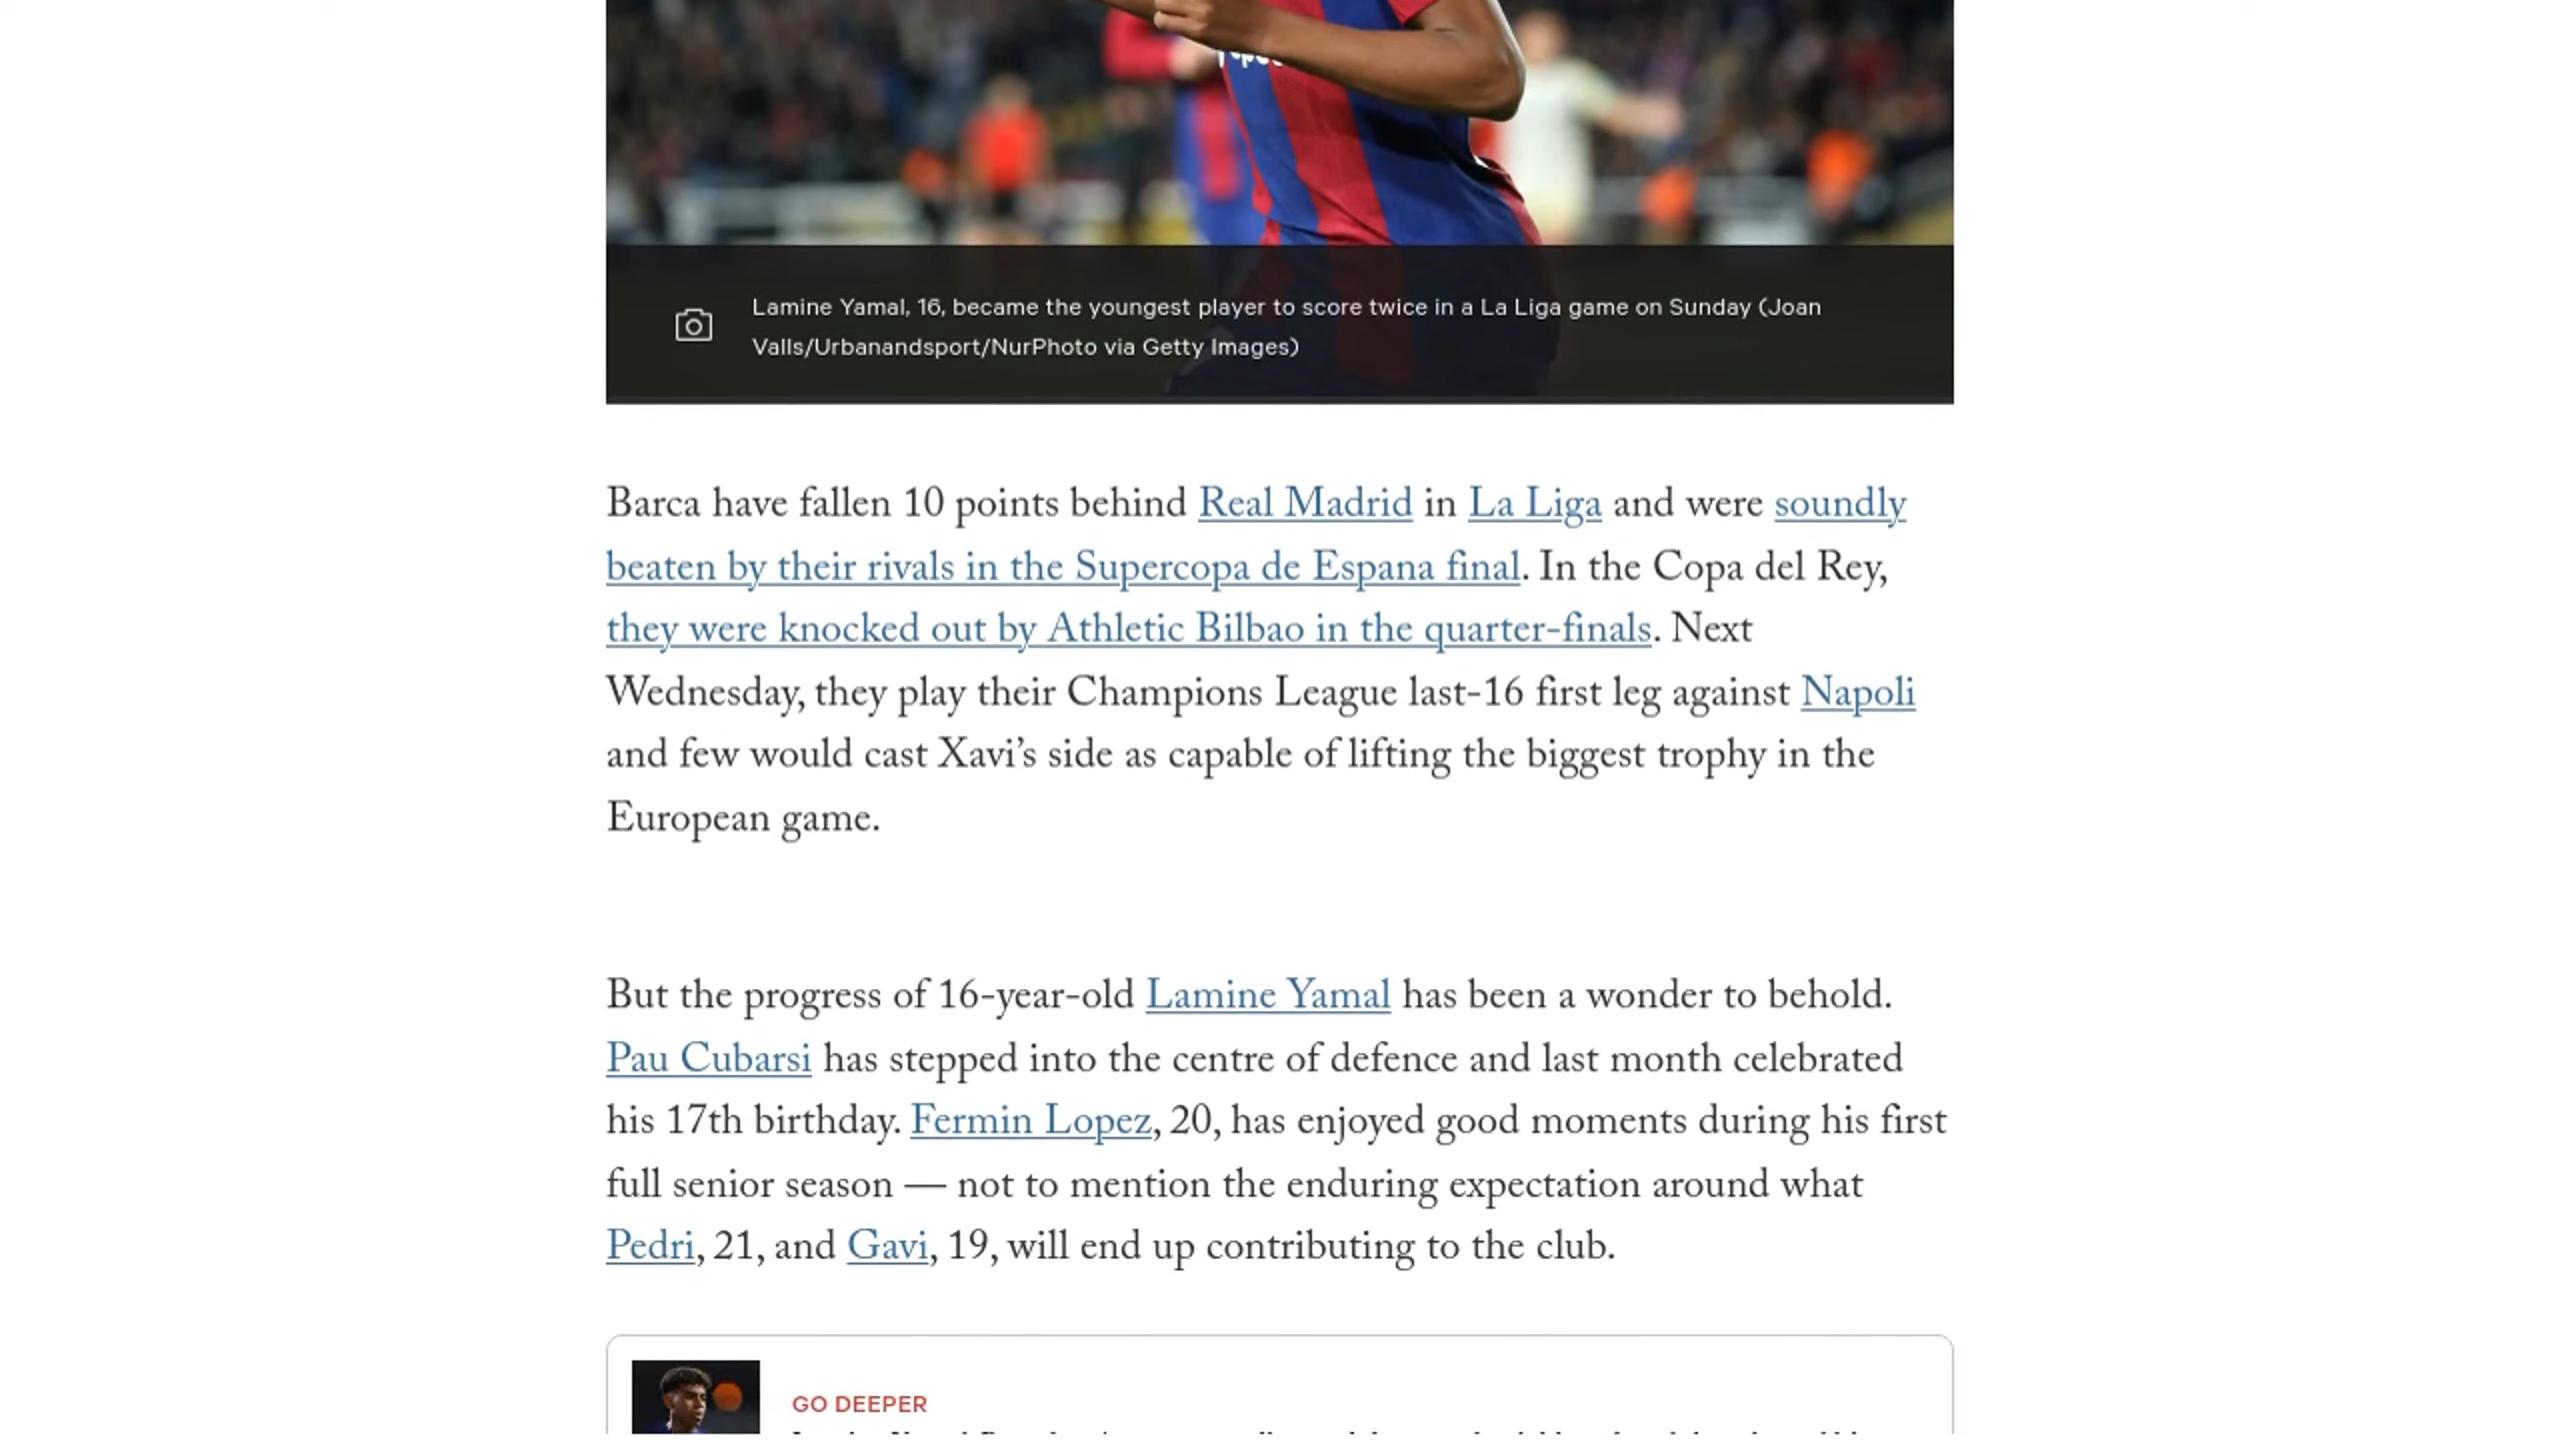 Lamine Yamal, 16, became the youngest player to score twice in a La Liga game on Sunday (Joan
Valls/Urbanandsport/NurPhoto via Getty Images)
Barca have fallen 10 points behind Real Madrid in La Liga and were soundly
beaten by their rivals in the Supercopa de Espana final. In the Copa del Rey,
they were knocked out by Athletic Bilbao in the quarter-finals. Next
Wednesday, they play their Champions League last-16 first leg against Napoli
and few would cast Xavi’s side as capable of lifting the biggest trophy in the
European game.
But the progress of 16-year-old Lamine Yamal has been a wonder to behold.
Pau Cubarsi has stepped into the centre of defence and last month celebrated
his 17th birthday. Fermin Lopez, 20, has enjoyed good moments during his first
full senior season — not to mention the enduring expectation around what
Pedri, 21, and Gavi, 19, will end up contributing to the club.
GO DEEPER